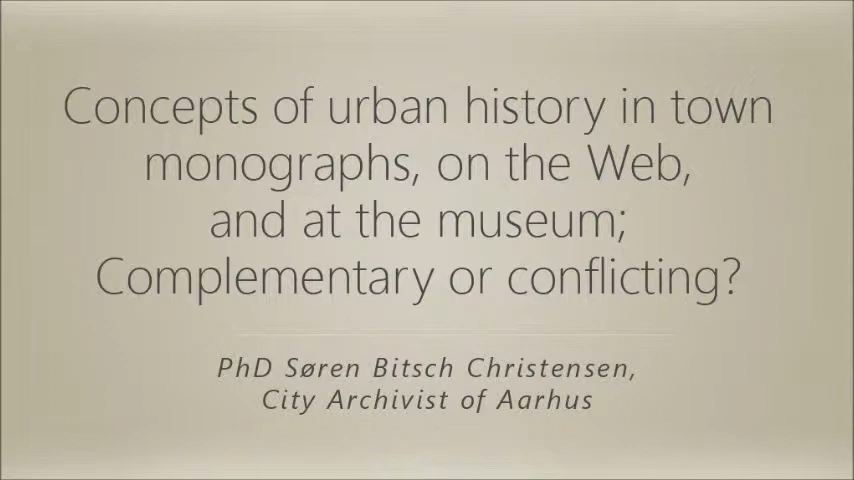 Concepts of urban history in town
monographs, on the Web,
and at the museum;
Complementary or conflicting?
PhD Søren Bitsch Christensen,
City Archivist of Aarhus